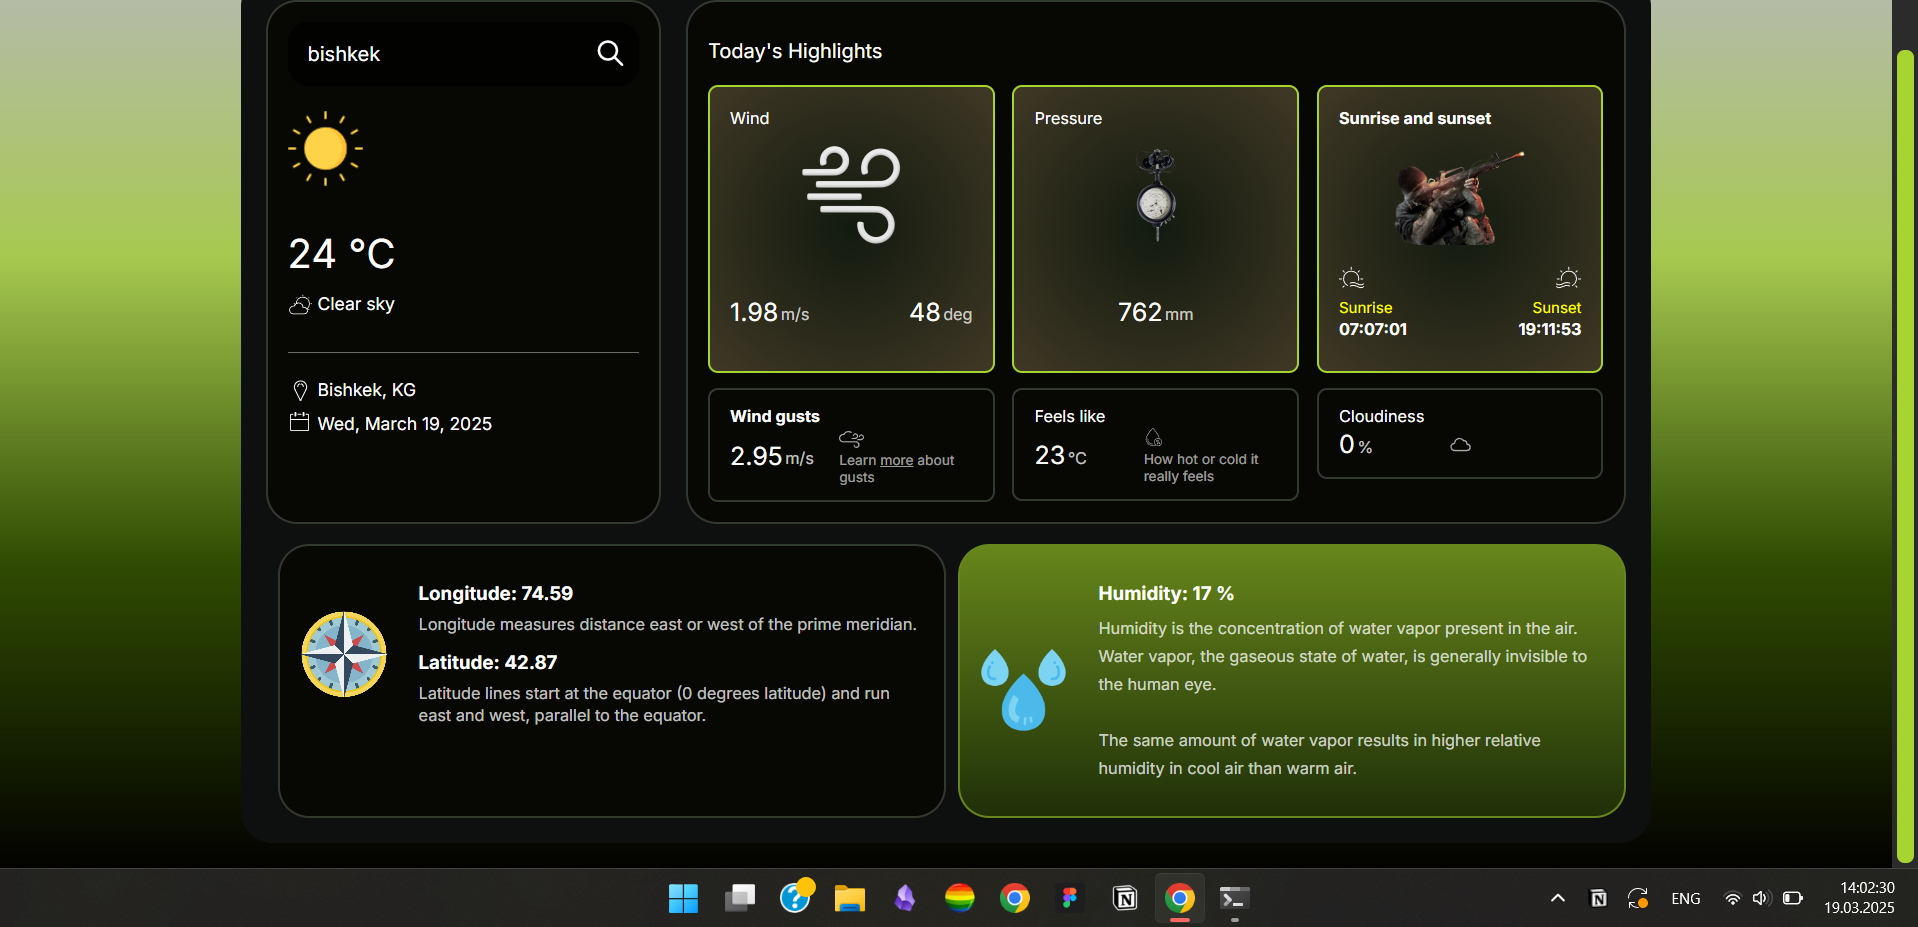 bishkek
24 °C
Clear sky
Bishkek, KG
Wed, March 19, 2025
Today's Highlights
Wind
1.98 m/s
48 deg
Pressure
762 mm
Sunrise and sunset
Sunrise
07:07:01
Sunset
19:11:53
Wind gusts
2.95 m/s
Learn more about
gusts
Feels like
23 °C
How hot or cold it
really feels
Cloudiness
0 %
Longitude: 74.59
Longitude measures distance east or west of the prime meridian.
Latitude: 42.87
Latitude lines start at the equator (0 degrees latitude) and run
east and west, parallel to the equator.
Humidity: 17 %
Humidity is the concentration of water vapor present in the air.
Water vapor, the gaseous state of water, is generally invisible to
the human eye.
The same amount of water vapor results in higher relative
humidity in cool air than warm air.
ENG
14:02:30
19.03.2025